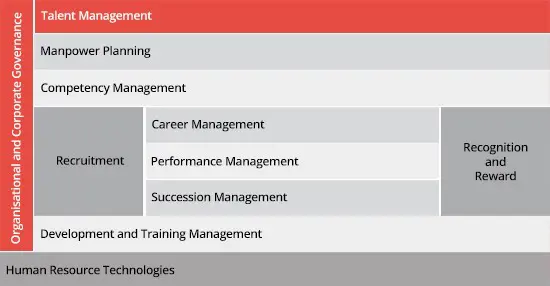 Organisational and Corporate Governance
Talent Management
Manpower Planning
Competency Management
Recruitment
Career Management
Performance Management
Succession Management
Recognition
and
Reward
Development and Training Management
Human Resource Technologies